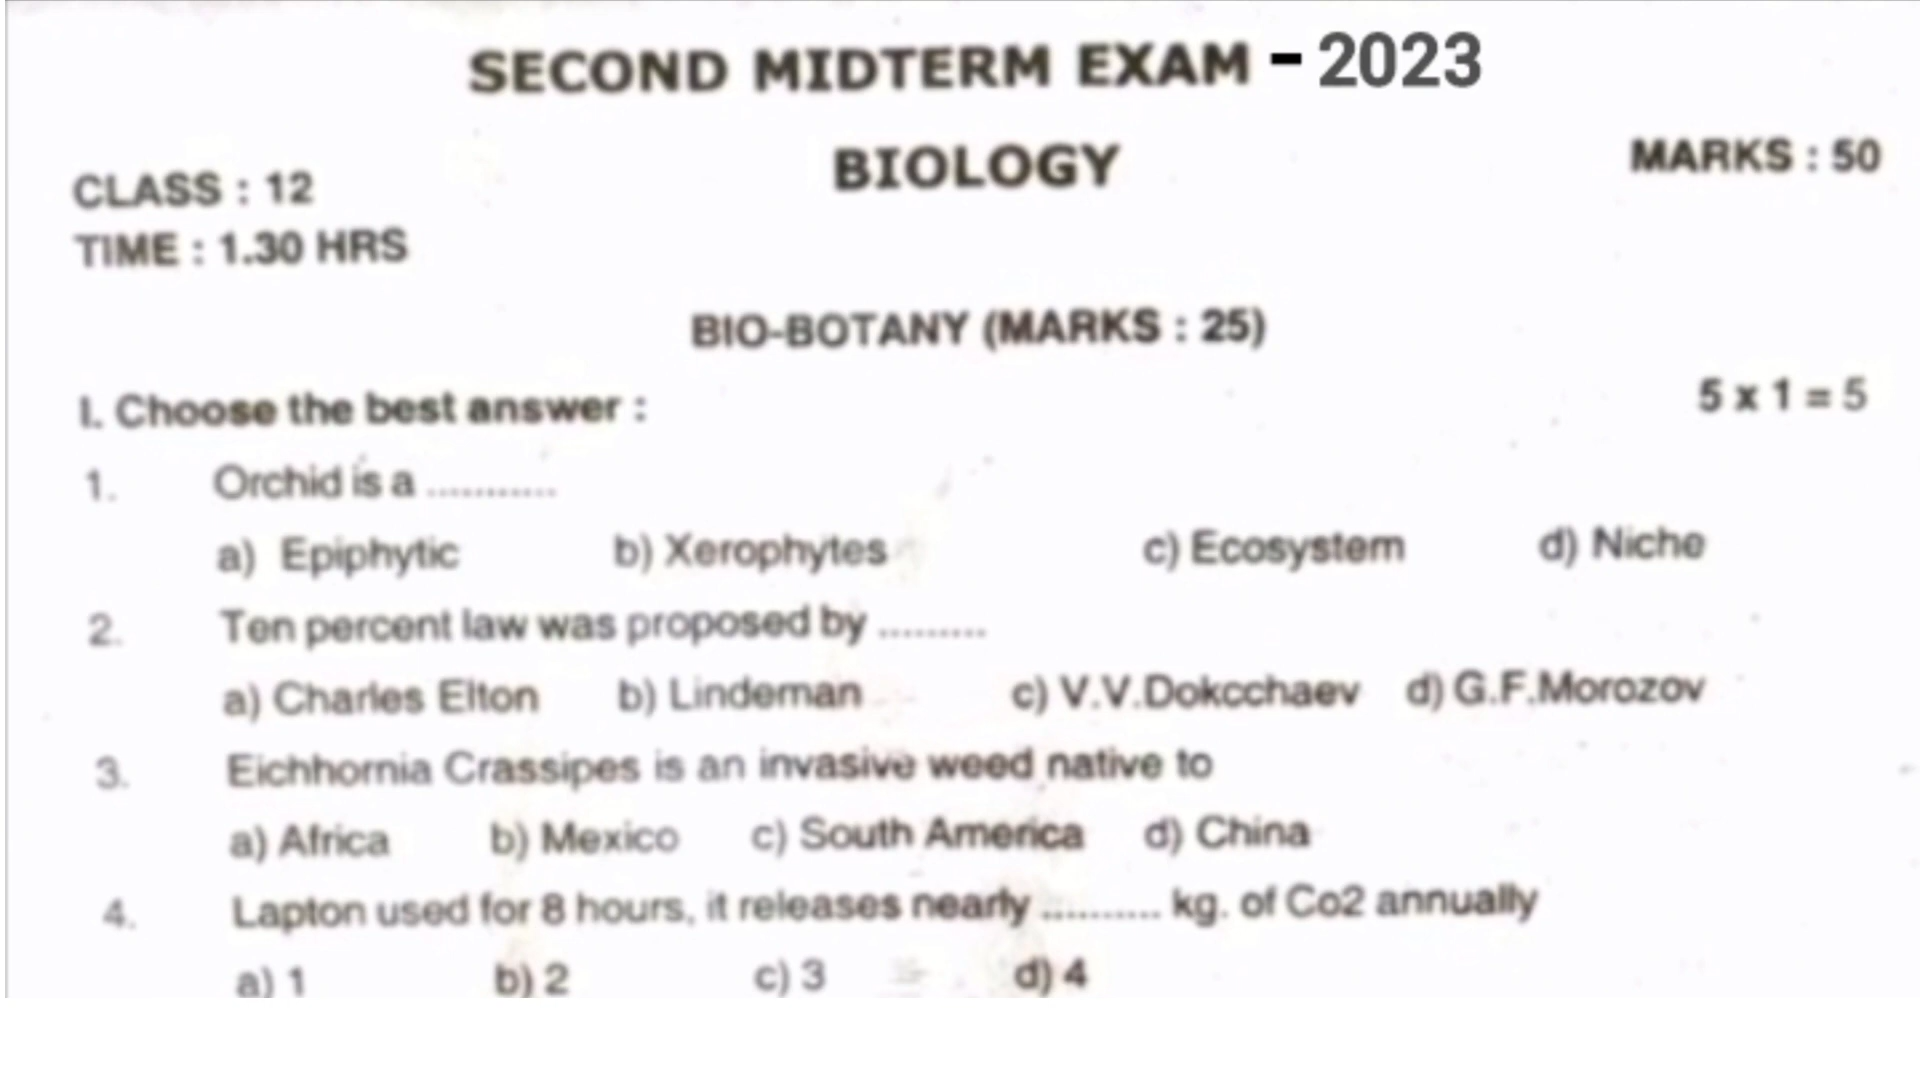 SECOND MIDTERM EXAM - 2023
BIOLOGY
MARKS : 50
CLASS : 12
TIME : 1.30 HRS
BIO-BOTANY (MARKS : 25)
I. Choose the best answer : 5 x 1 = 5
1. Orchid is a ...........
a) Epiphytic b) Xerophytes c) Ecosystem d) Niche
2. Ten percent law was proposed by .........
a) Charles Elton b) Lindeman c) V.V.Dokcchaev d) G.F.Morozov
3. Eichhornia Crassipes is an invasive weed native to
a) Africa b) Mexico c) South America d) China
4. Lapton used for 8 hours, it releases nearly .......... kg. of Co2 annually
a) 1 b) 2 c) 3 d) 4